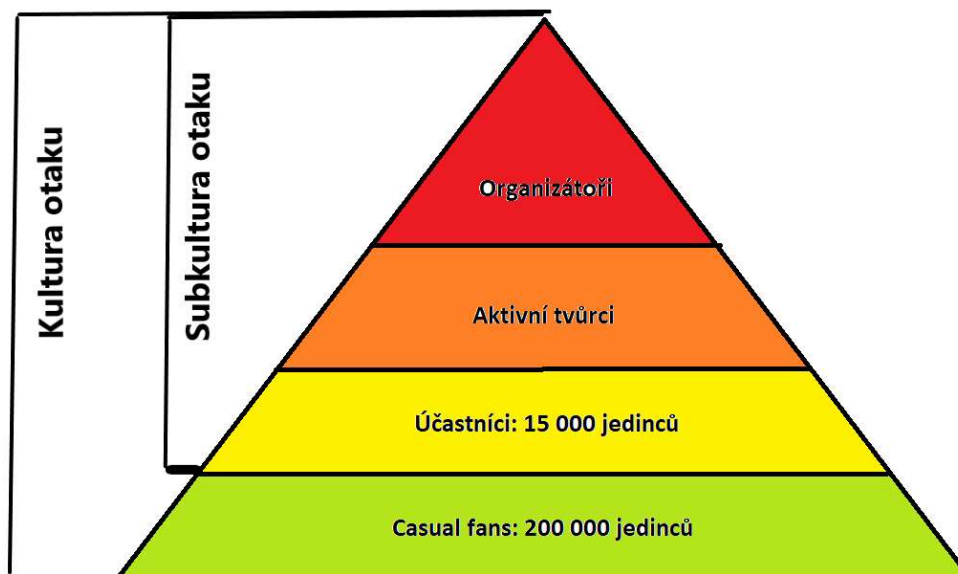 Kultura otaku
Subkultura otaku
Organizátoři
Aktivní tvůrci
Účastníci: 15 000 jedinců
Casual fans: 200 000 jedinců